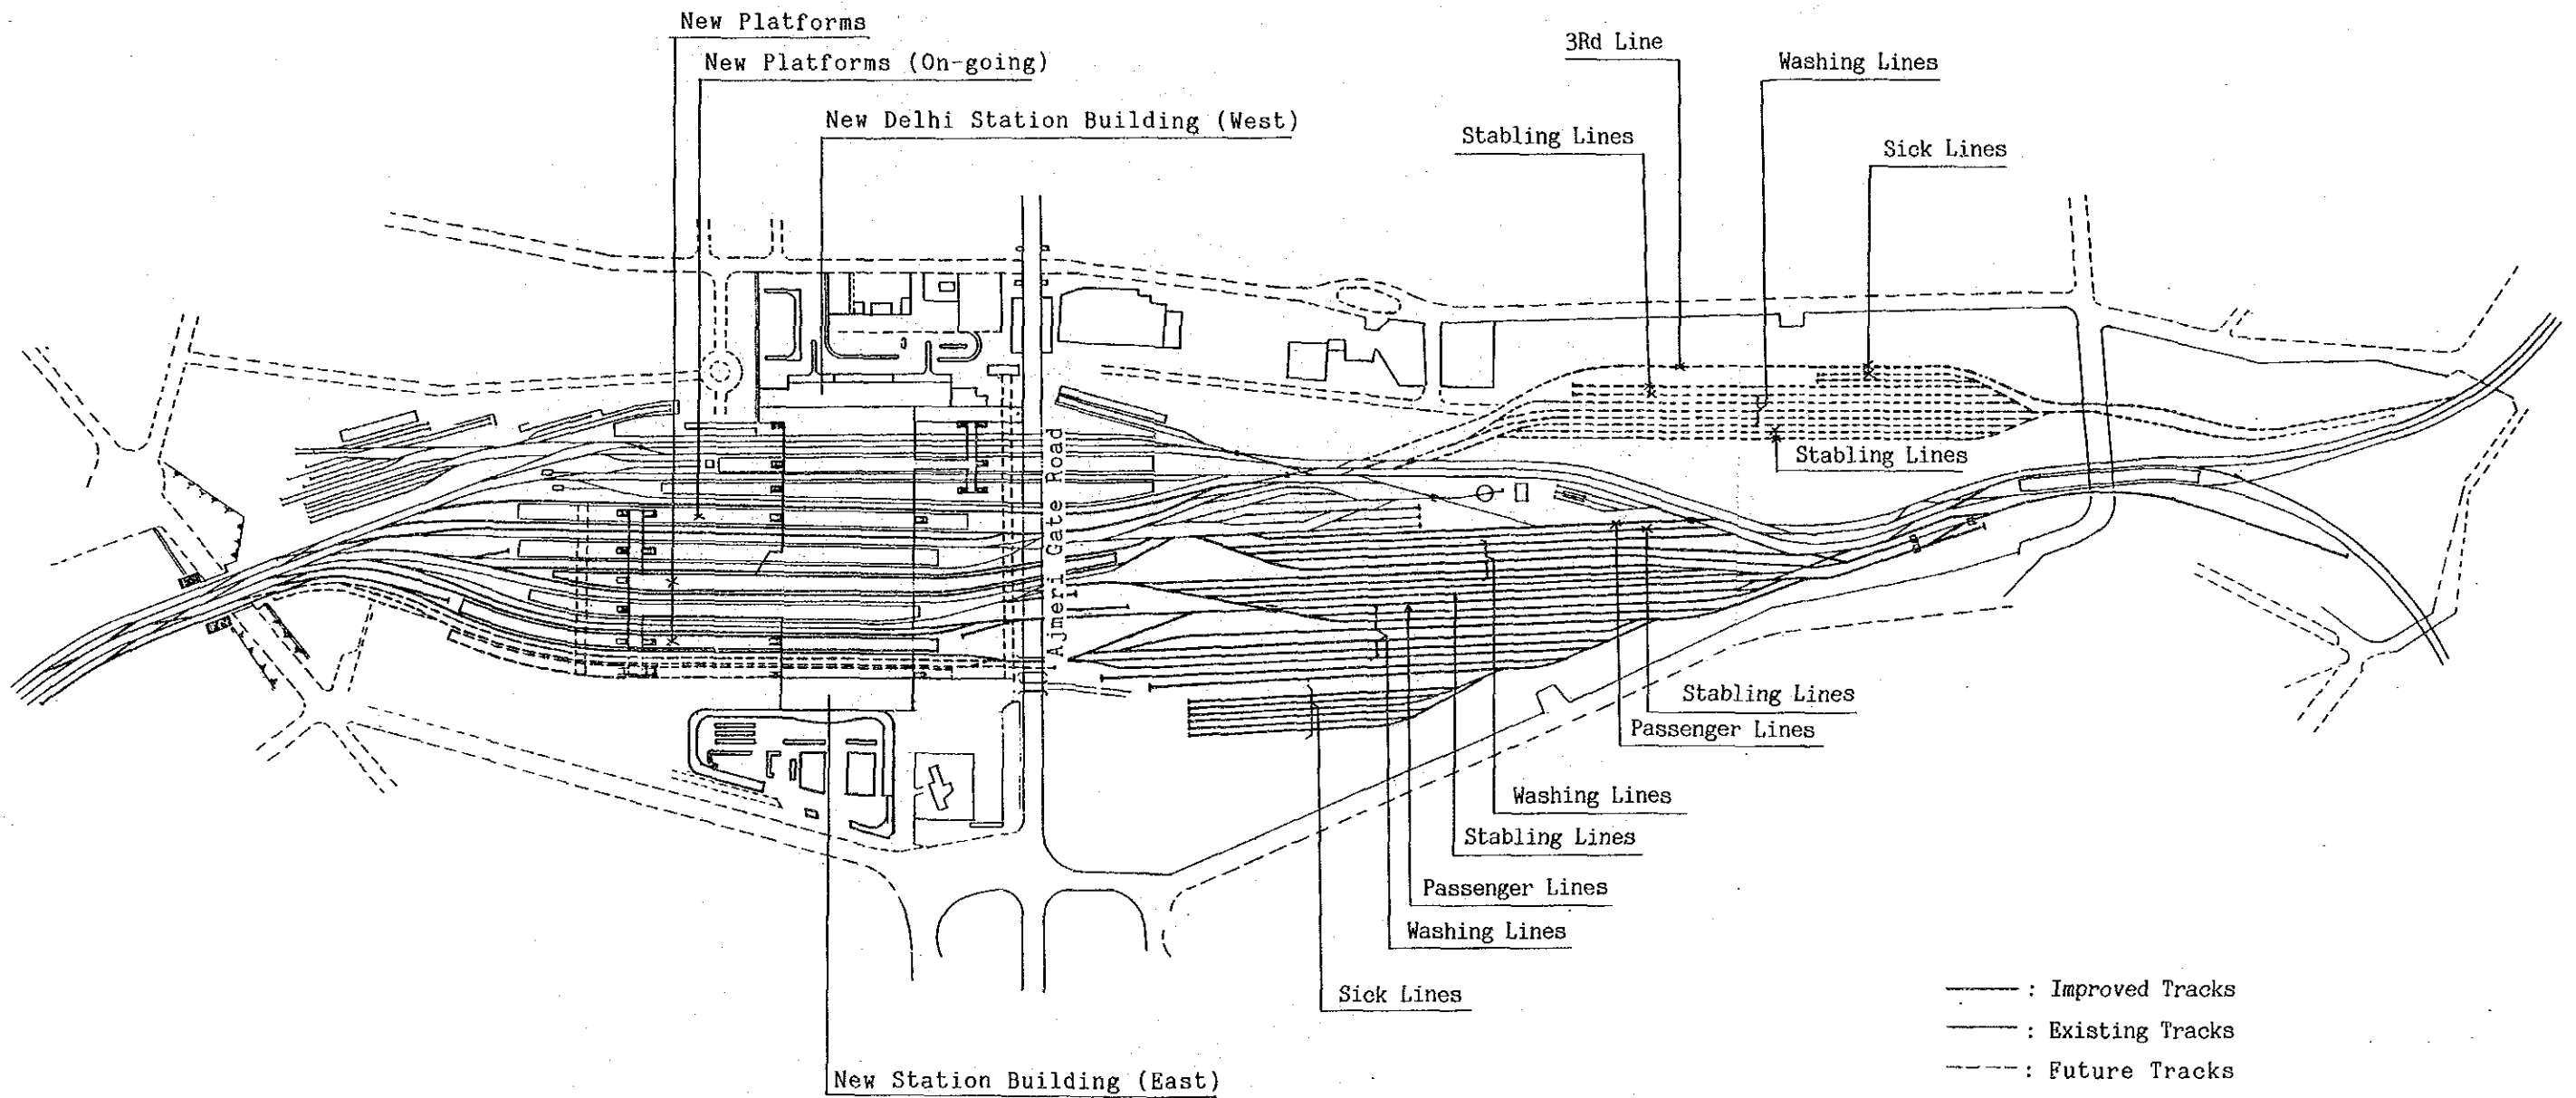 New Platforms
New Platforms (On-going)
New Delhi Station Building (West)
3Rd Line
Washing Lines
Stabling Lines
Sick Lines
Stabling Lines
Ajmeri Gate Road
Stabling Lines
Passenger Lines
Washing Lines
Stabling Lines
Passenger Lines
Washing Lines
Sick Lines
New Station Building (East)
: Improved Tracks
: Existing Tracks
: Future Tracks